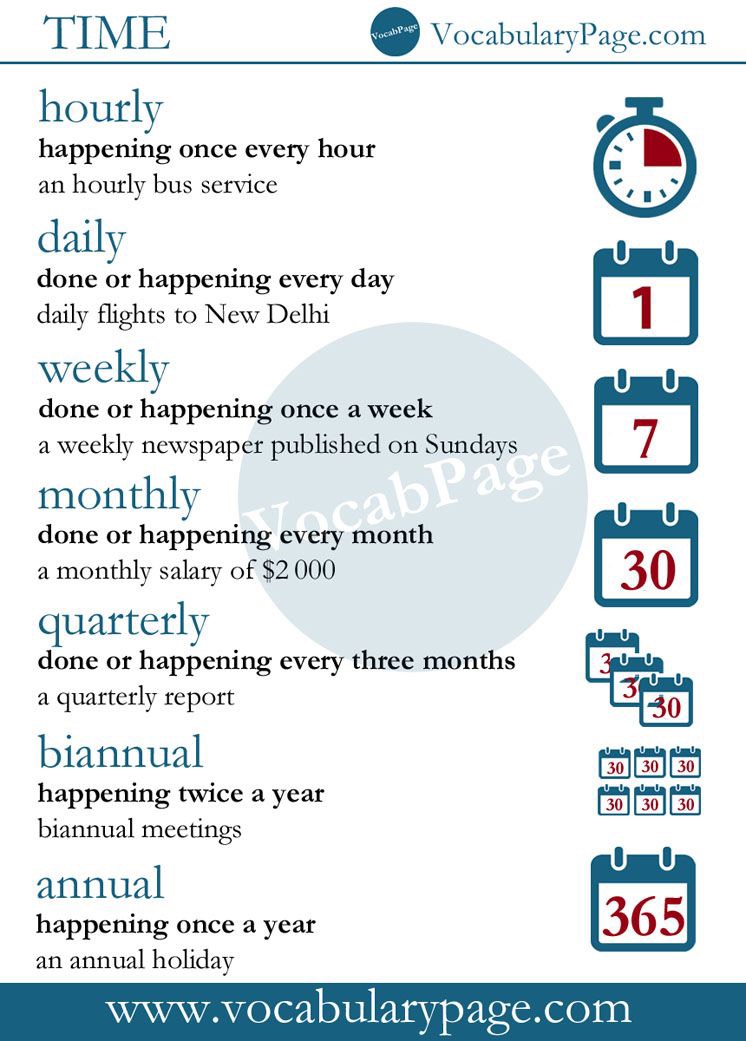 TIME
VocabPage
VocabularyPage.com
hourly
happening once every hour
an hourly bus service
daily
done or happening every day
daily flights to New Delhi
1
weekly
done or happening once a week
a weekly newspaper published on Sundays
7
VocabPage
monthly
done or happening every month
a monthly salary of $2 000
30
quarterly
done or happening every three months
a quarterly report
3
3
30
biannual
happening twice a year
biannual meetings
30 30 30
30 30 30
annual
happening once a year
an annual holiday
365
www.vocabularypage.com